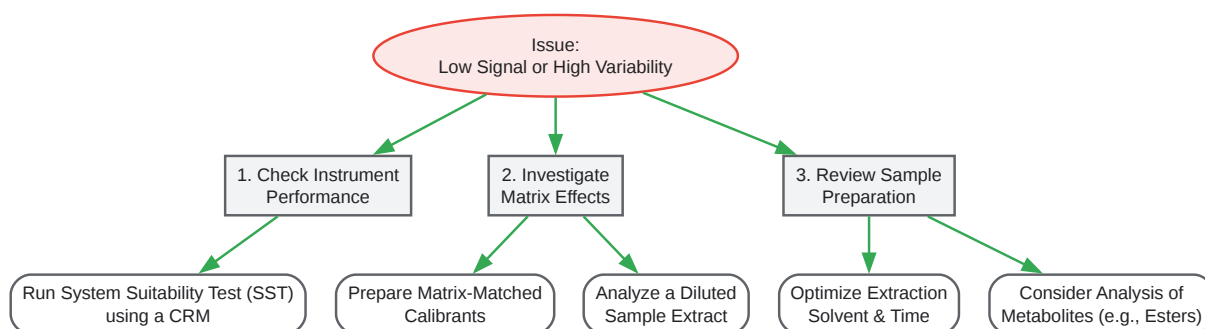 Issue:
Low Signal or High Variability
1. Check Instrument
Performance
2. Investigate
Matrix Effects
3. Review Sample
Preparation
Run System Suitability Test (SST)
using a CRM
Prepare Matrix-Matched
Calibrants
Analyze a Diluted
Sample Extract
Optimize Extraction
Solvent & Time
Consider Analysis of
Metabolites (e.g., Esters)